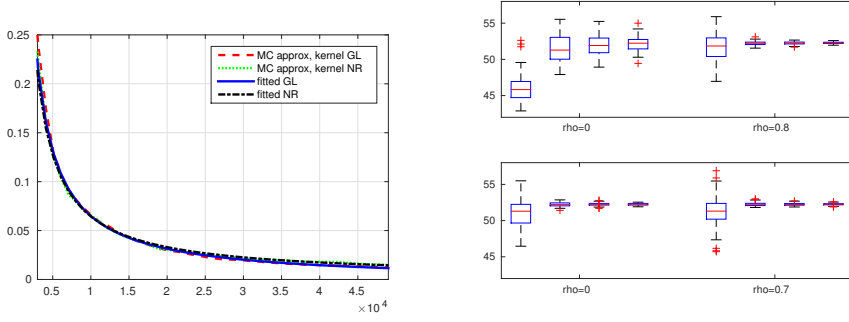 0.25
0.2
0.15
0.1
0.05
0
MC approx, kernel GL
MC approx, kernel NR
fitted GL
fitted NR
0.5 1 1.5 2 2.5 3 3.5 4 4.5
×10⁴
55
50
45
rho=0 rho=0.8
55
50
45
rho=0 rho=0.7